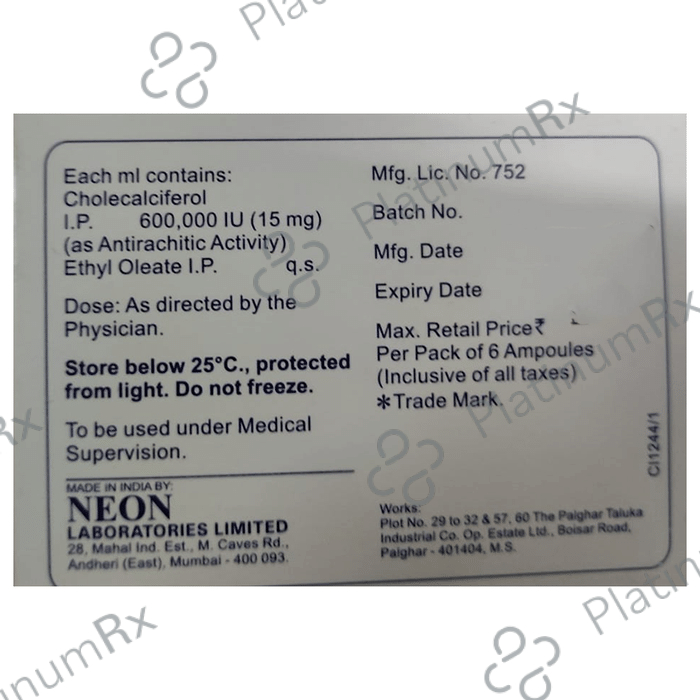 Each ml contains:
Cholecalciferol
I.P. 600,000 IU (15 mg)
(as Antirachitic Activity)
Ethyl Oleate I.P. q.s.
Dose: As directed by the
Physician.
Store below 25°C., protected
from light. Do not freeze.
To be used under Medical
Supervision.
MADE IN INDIA BY:
NEON
LABORATORIES LIMITED
28, Mahal Ind. Est., M. Caves Rd.,
Andheri (East), Mumbai - 400 093.
Mfg. Lic. No. 752
Batch No.
Mfg. Date
Expiry Date
Max. Retail Price₹
Per Pack of 6 Ampoules
(Inclusive of all taxes)
*Trade Mark.
Works:
Plot No. 29 to 32 & 57, 60 The Palghar Taluka
Industrial Co. Op. Estate Ltd., Boisar Road,
Palghar - 401404, M.S.
CI1244/1
PlatinumRx
PlatinumRx
PlatinumRx
PlatinumRx